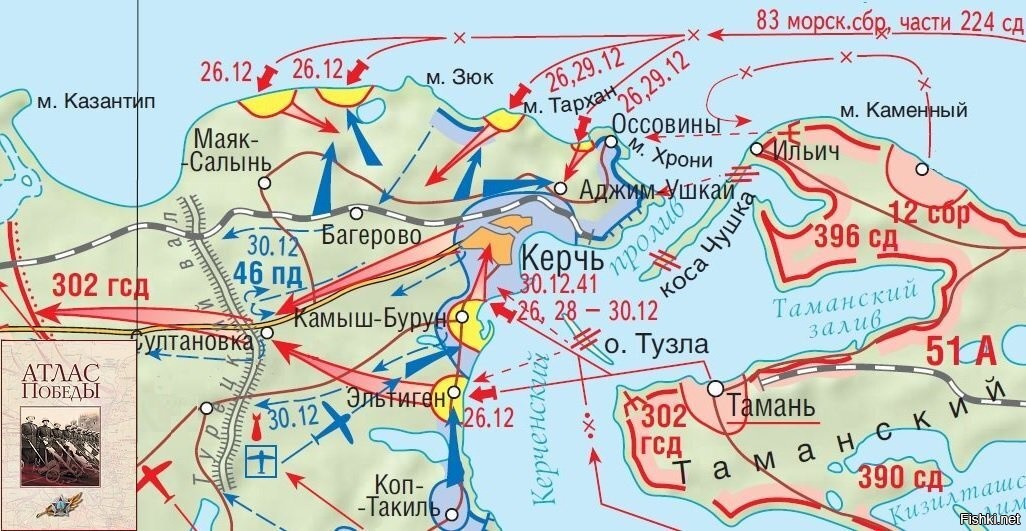 83 морск.сбр, части 224 сд
26.12
26.12
м. Зюк
26,29.12
26,29.12
м. Казантип
м. Тархан
м. Каменный
Маяк-
-Салынь
Оссовины
м. Хрони
Ильич
Аджим-Ушкай
12 сбр
396 сд
вал
Багерово
30.12
46 пд
Керчь
пролив
коса Чушка
302 гсд
30.12.41
26, 28 – 30.12
Таманский
залив
Камыш-Бурун
Султановка
о. Тузла
51 А
АТЛАС
ПОБЕДЫ
Турецкий
Эльтиген
26.12
30.12
Керченский
302
гсд
Тамань
Таманский
390 сд
Коп-
-Такиль
Кизилташск
Fishki.net